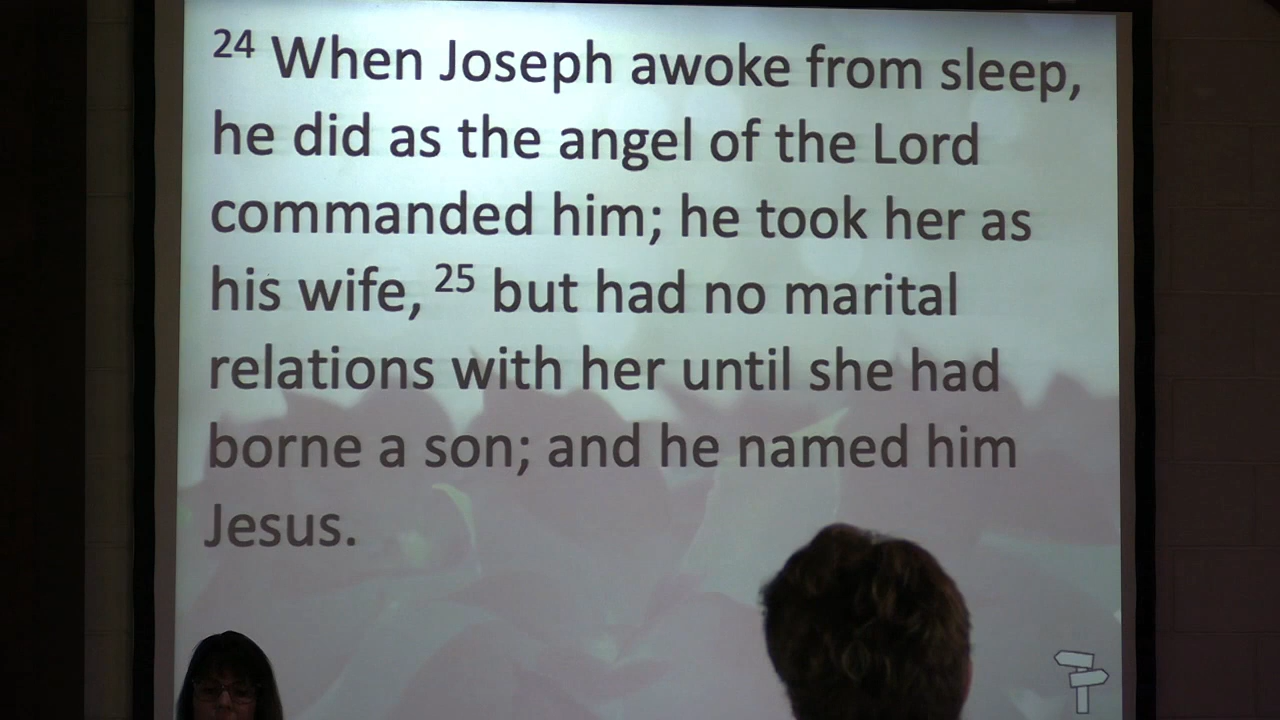 24 When Joseph awoke from sleep,
he did as the angel of the Lord
commanded him; he took her as
his wife, 25 but had no marital
relations with her until she had
borne a son; and he named him
Jesus.